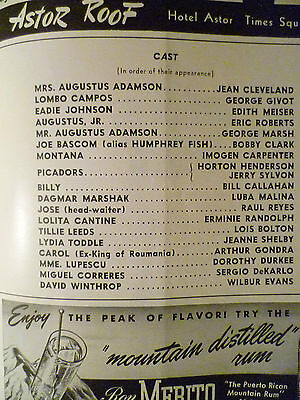 ASTOR ROOF Hotel Astor Times Squ
CAST
(In order of their appearance)
MRS. AUGUSTUS ADAMSON JEAN CLEVELAND
LOMBO CAMPOS GEORGE GIVOT
EADIE JOHNSON EDITH MEISER
AUGUSTUS, JR. ERIC ROBERTS
MR. AUGUSTUS ADAMSON GEORGE MARSH
JOE BASCOM (alias HUMPHREY FISH) BOBBY CLARK
MONTANA IMOGEN CARPENTER
PICADORS { HORTON HENDERSON
JERRY SYLVON
BILLY BILL CALLAHAN
DAGMAR MARSHAK LUBA MALINA
JOSE (head-waiter) RAUL REYES
LOLITA CANTINE ERMINIE RANDOLPH
TILLIE LEEDS LOIS BOLTON
LYDIA TODDLE JEANNE SHELBY
CAROL (Ex-King of Roumania) ARTHUR GONDRA
MME. LUPESCU DOROTHY DURKEE
MIGUEL CORRERES SERGIO DeKARLO
DAVID WINTHROP WILBUR EVANS
Enjoy THE PEAK OF FLAVOR! TRY THE
"mountain distilled"
rum
Ron MERITO
"The Puerto Rican
Mountain Rum"